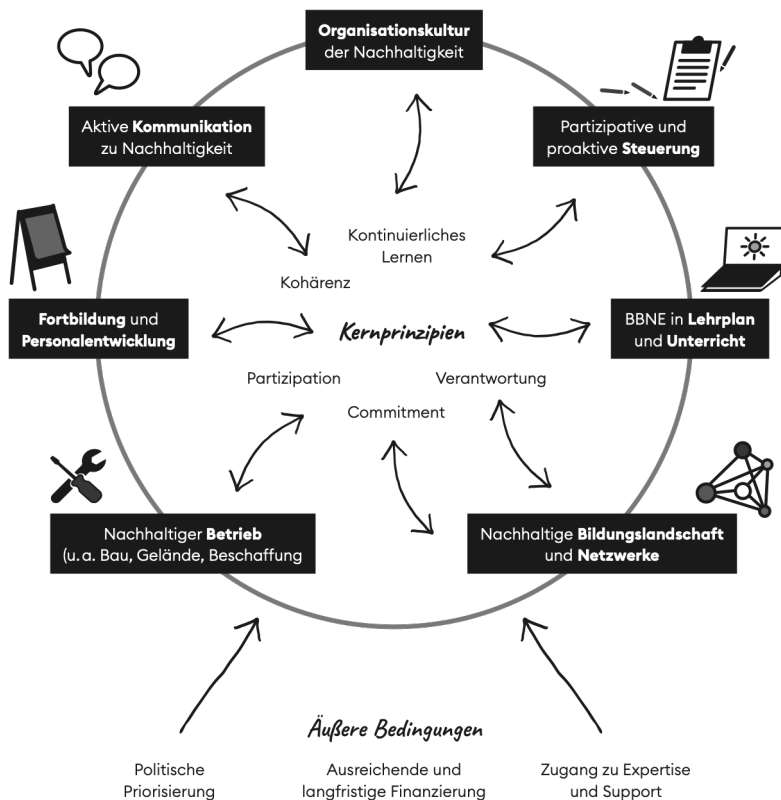 Organisationskultur
der Nachhaltigkeit
Aktive Kommunikation
zu Nachhaltigkeit
Partizipative und
proaktive Steuerung
Kontinuierliches
Lernen
Kohärenz
Fortbildung und
Personalentwicklung
Kernprinzipien
BBNE in Lehrplan
und Unterricht
Partizipation
Verantwortung
Commitment
Nachhaltiger Betrieb
(u. a. Bau, Gelände, Beschaffung
Nachhaltige Bildungslandschaft
und Netzwerke
Äußere Bedingungen
Politische
Priorisierung
Ausreichende und
langfristige Finanzierung
Zugang zu Expertise
und Support